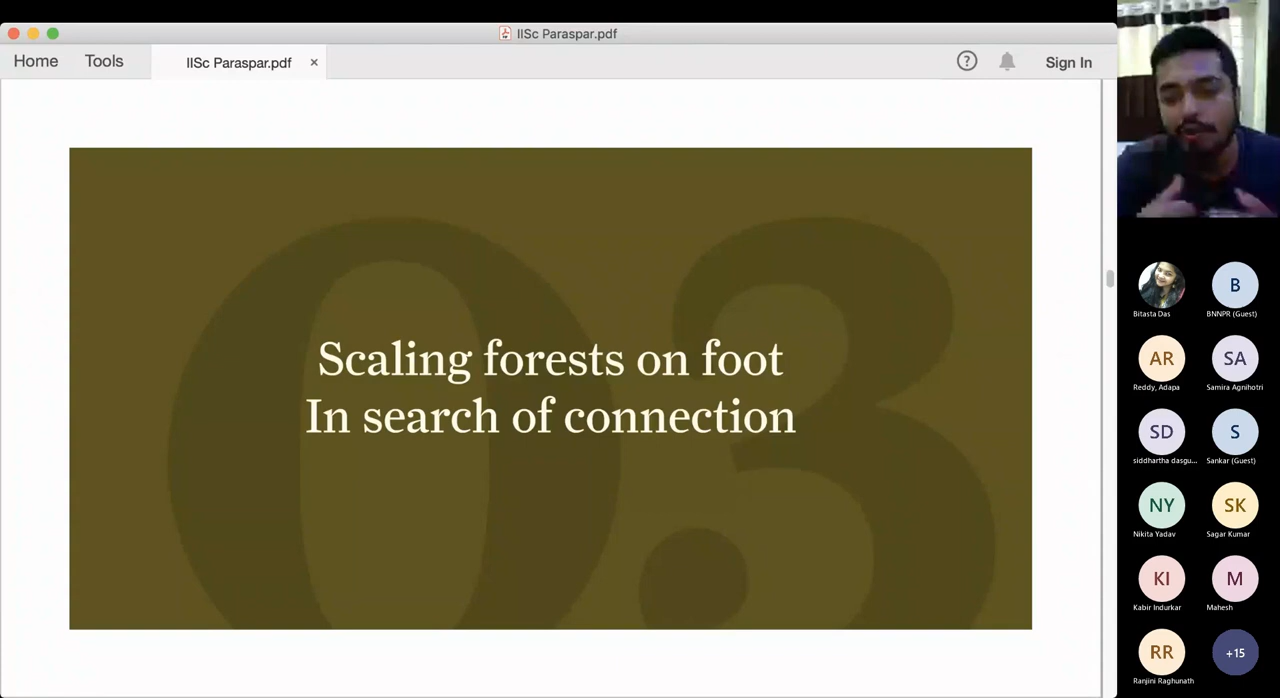 IISc Paraspar.pdf
Home
Tools
IISc Paraspar.pdf ×
?
Sign In
03
Scaling forests on foot
In search of connection
Bitasta Das
B
BNNPR (Guest)
AR
Reddy, Adapa
SA
Samira Agnihotri
SD
siddhartha dasgu...
S
Sankar (Guest)
NY
Nikita Yadav
SK
Sagar Kumar
KI
Kabir Indurkar
M
Mahesh
RR
Ranjini Raghunath
+15